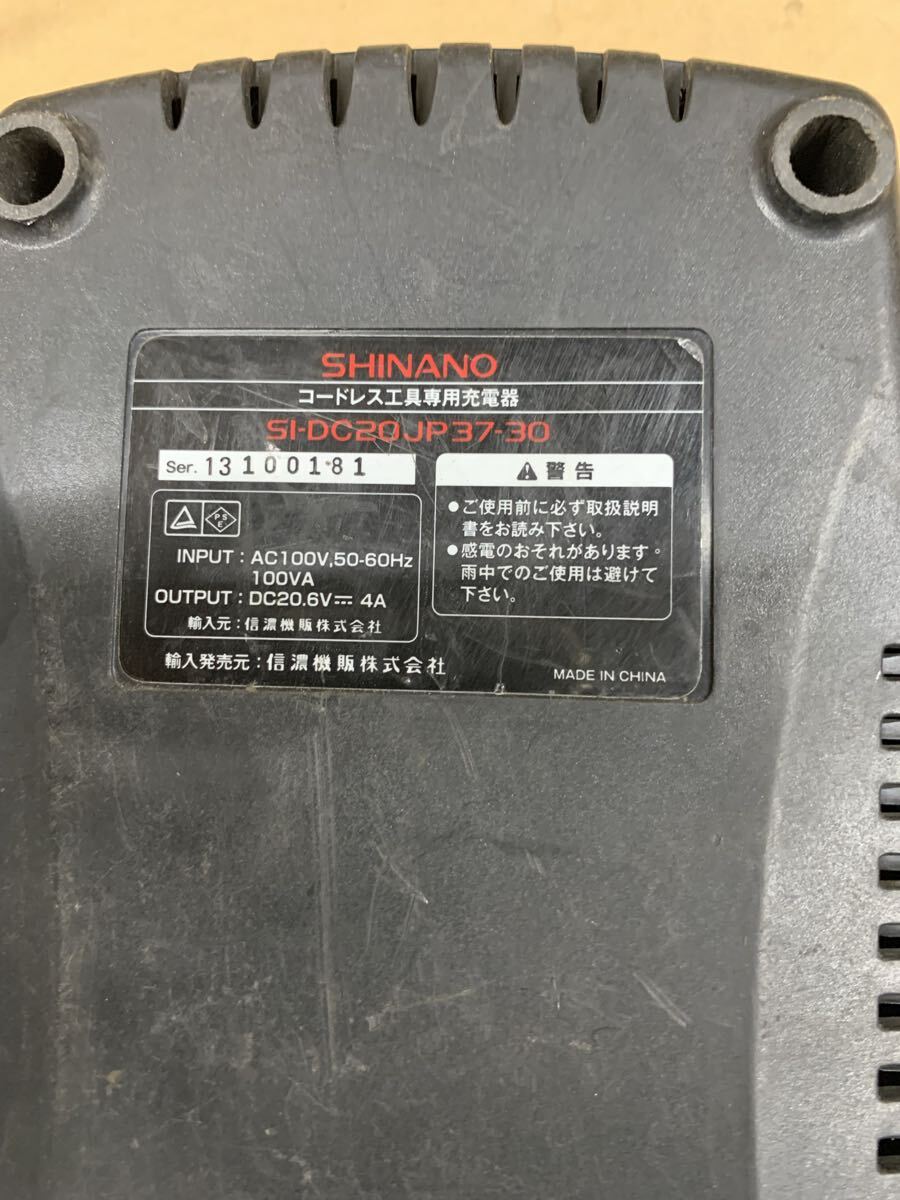 SHINANO
コードレス工具専用充電器
SI-DC20JP37-30
Ser. 13100181
PSE
INPUT : AC100V,50-60Hz
100VA
OUTPUT : DC20.6V⎓ 4A
輸入元 : 信濃機販株式会社
⚠ 警告
●ご使用前に必ず取扱説明
書をお読み下さい。
●感電のおそれがあります。
雨中でのご使用は避けて
下さい。
輸入発売元 : 信濃機販株式会社
MADE IN CHINA